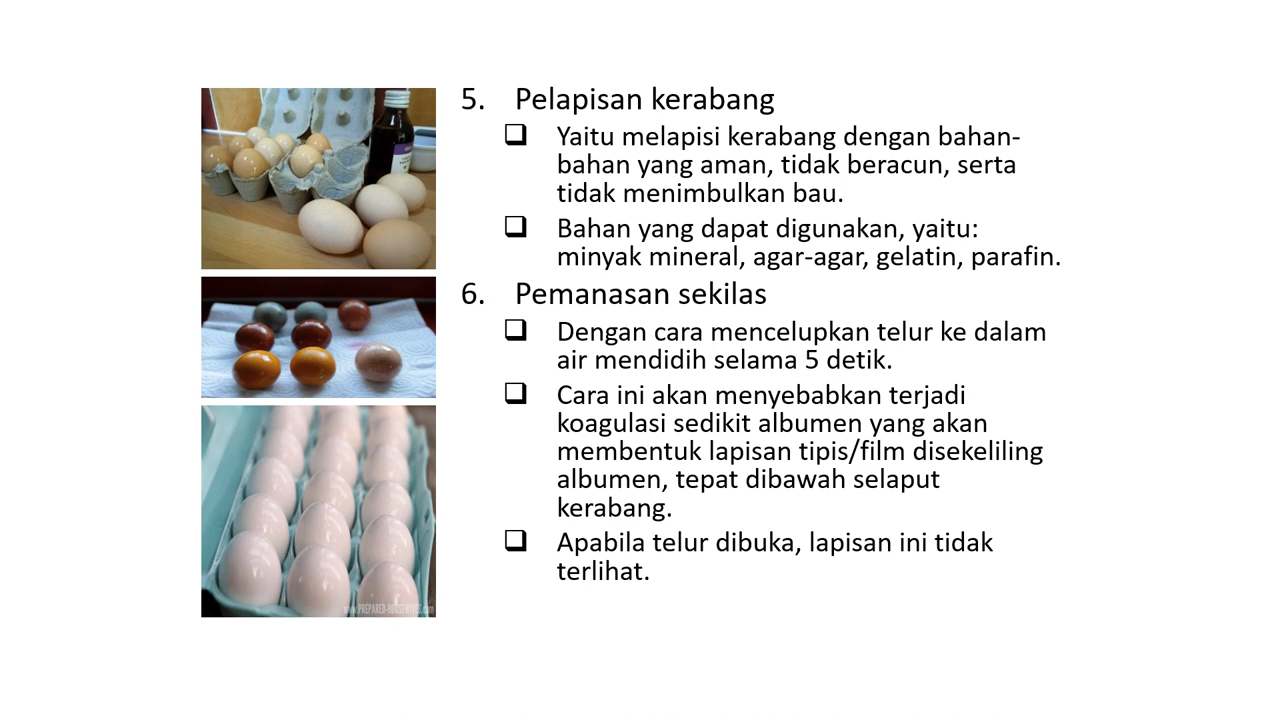 5. Pelapisan kerabang
❑ Yaitu melapisi kerabang dengan bahan-
bahan yang aman, tidak beracun, serta
tidak menimbulkan bau.
❑ Bahan yang dapat digunakan, yaitu:
minyak mineral, agar-agar, gelatin, parafin.
6. Pemanasan sekilas
❑ Dengan cara mencelupkan telur ke dalam
air mendidih selama 5 detik.
❑ Cara ini akan menyebabkan terjadi
koagulasi sedikit albumen yang akan
membentuk lapisan tipis/film disekeliling
albumen, tepat dibawah selaput
kerabang.
❑ Apabila telur dibuka, lapisan ini tidak
terlihat.